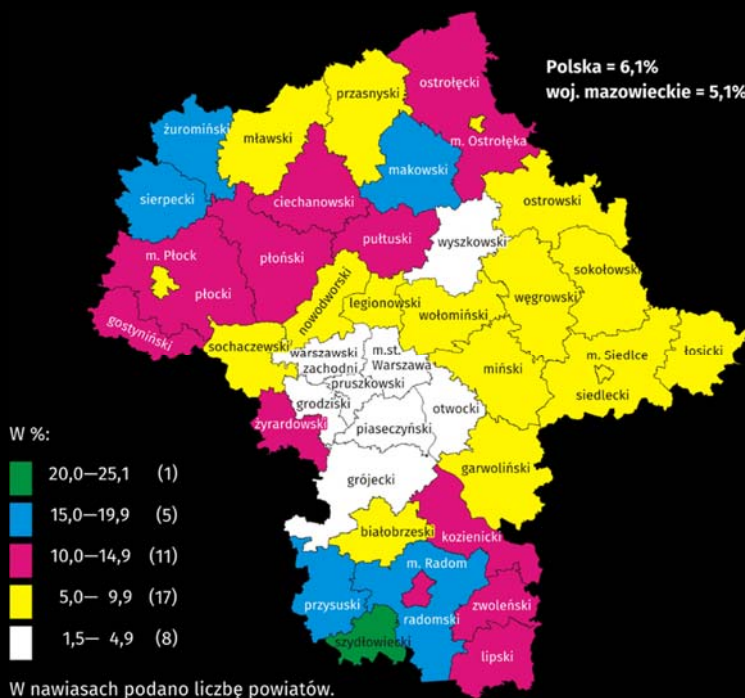 Polska = 6,1%
woj. mazowieckie = 5,1%
ostrołęcki
przasnyski
żuromiński
mławski
m. Ostrołęka
makowski
sierpecki
ciechanowski
ostrowski
pułtuski
wyszkowski
m. Płock
płoński
sokołowski
płocki
nowodworski
legionowski
węgrowski
wołomiński
gostyniński
sochaczewski
warszawski
zachodni
m.st.
Warszawa
m. Siedlce
łosicki
pruszkowski
miński
siedlecki
grodziski
otwocki
żyrardowski
piaseczyński
garwoliński
grójecki
białobrzeski
kozienicki
m. Radom
przysuski
radomski
zwoleński
szydłowiecki
lipski
W %:
20,0—25,1 (1)
15,0—19,9 (5)
10,0—14,9 (11)
5,0— 9,9 (17)
1,5— 4,9 (8)
W nawiasach podano liczbę powiatów.